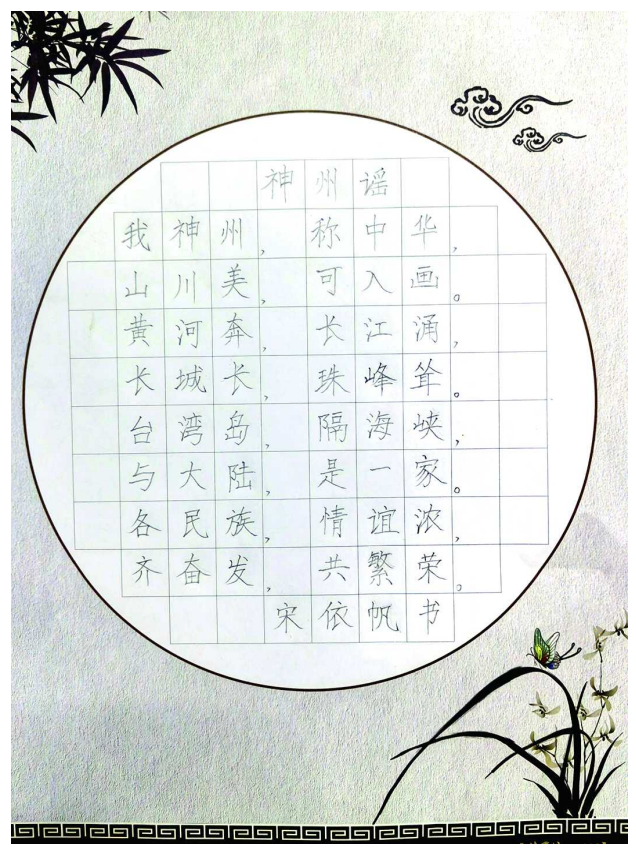 神州谣
我神州，称中华，
山川美，可入画。
黄河奔，长江涌，
长城长，珠峰耸。
台湾岛，隔海峡，
与大陆，是一家。
各民族，情谊浓，
齐奋发，共繁荣。
宋依帆书